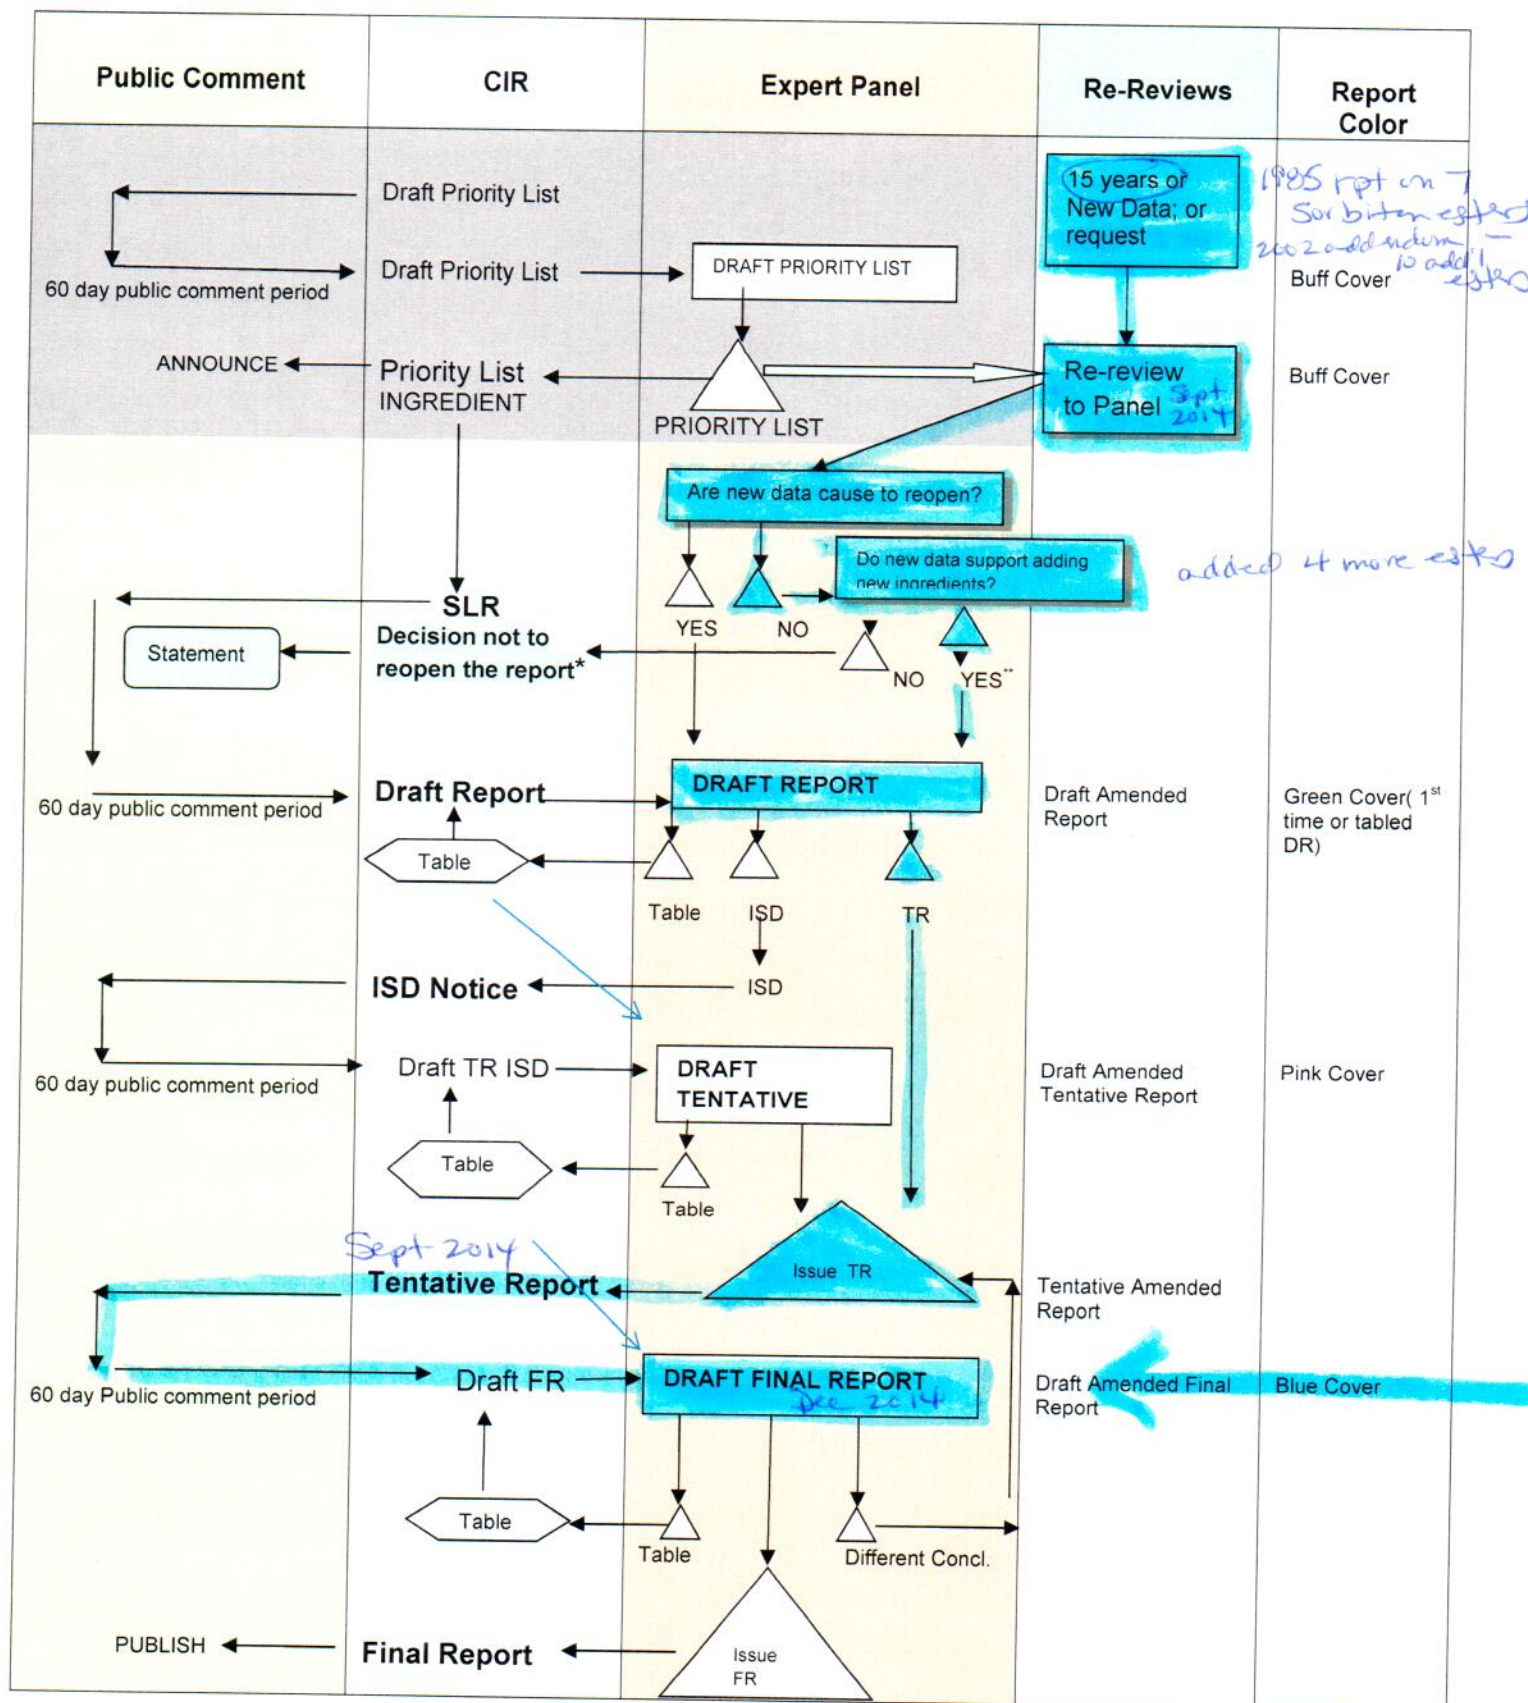 Public Comment
CIR
Expert Panel
Re-Reviews
Report
Color
Draft Priority List
15 years or
New Data; or
request
1985 rpt on 7
Sorbitan esters
2002 addendum –
10 add'l
esters
Draft Priority List
DRAFT PRIORITY LIST
60 day public comment period
Buff Cover
ANNOUNCE
Priority List
INGREDIENT
PRIORITY LIST
Re-review
to Panel
Sept
2014
Buff Cover
Are new data cause to reopen?
Do new data support adding
new ingredients?
added 4 more esters
SLR
YES
NO
Statement
Decision not to
reopen the report*
NO
YES**
60 day public comment period
Draft Report
DRAFT REPORT
Draft Amended
Report
Green Cover( 1st
time or tabled
DR)
Table
Table
ISD
TR
ISD Notice
ISD
60 day public comment period
Draft TR ISD
DRAFT
TENTATIVE
Draft Amended
Tentative Report
Pink Cover
Table
Table
Sept 2014
Tentative Report
Issue TR
Tentative Amended
Report
60 day Public comment period
Draft FR
DRAFT FINAL REPORT
Dec 2014
Draft Amended Final
Report
Blue Cover
Table
Table
Different Concl.
PUBLISH
Final Report
Issue
FR